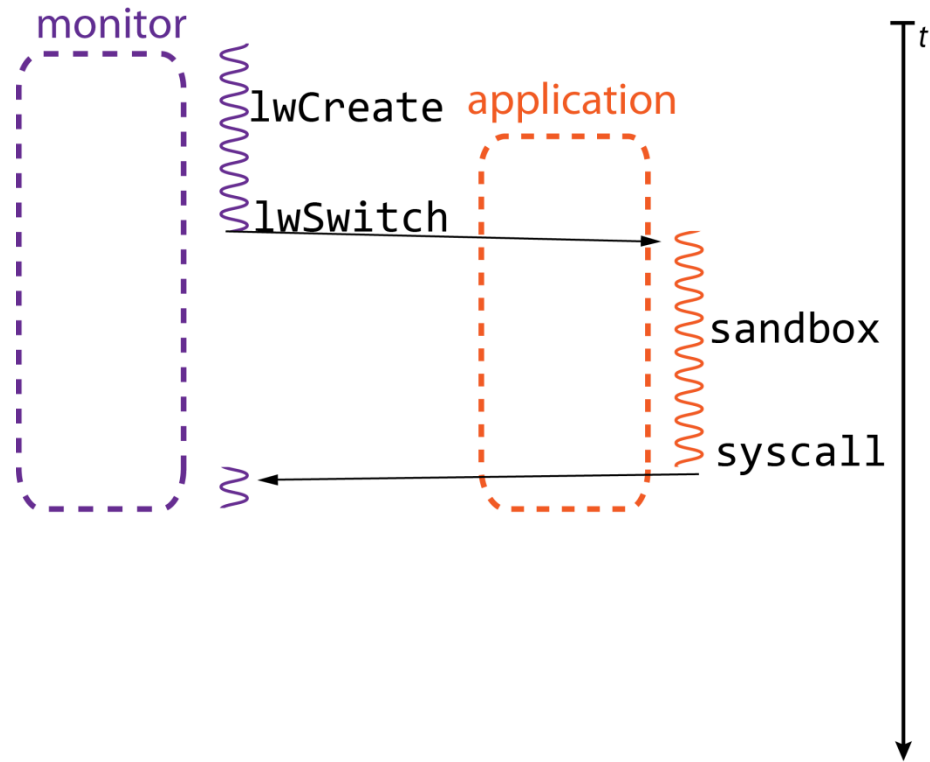 monitor
t
lwCreate
application
lwSwitch
sandbox
syscall